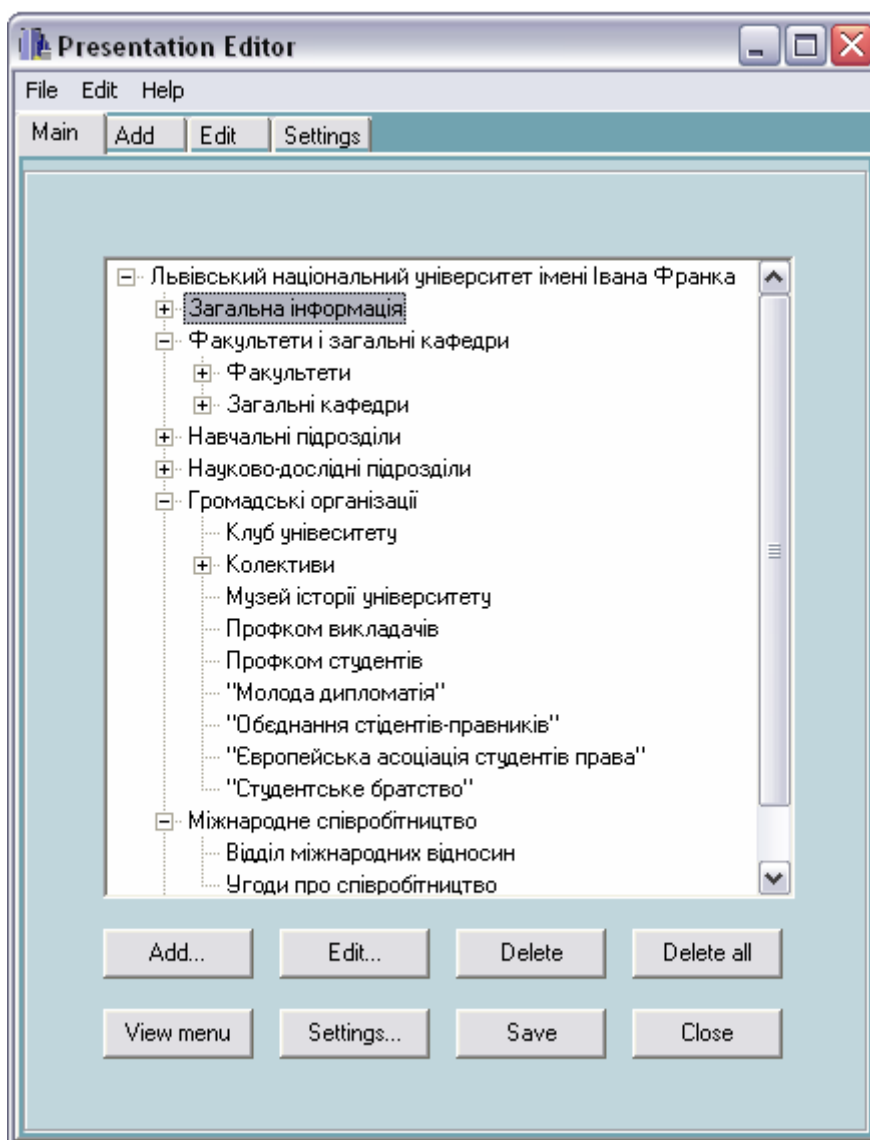 Presentation Editor
File Edit Help
Main Add Edit Settings
Львівський національний університет імені Івана Франка
Загальна інформація
Факультети і загальні кафедри
Факультети
Загальні кафедри
Навчальні підрозділи
Науково-дослідні підрозділи
Громадські організації
Клуб унівеситету
Колективи
Музей історії університету
Профком викладачів
Профком студентів
"Молода дипломатія"
"Обєднання стідентів-правників"
"Європейська асоціація студентів права"
"Студентське братство"
Міжнародне співробітництво
Відділ міжнародних відносин
Угоди про співробітництво
Add... Edit... Delete Delete all
View menu Settings... Save Close